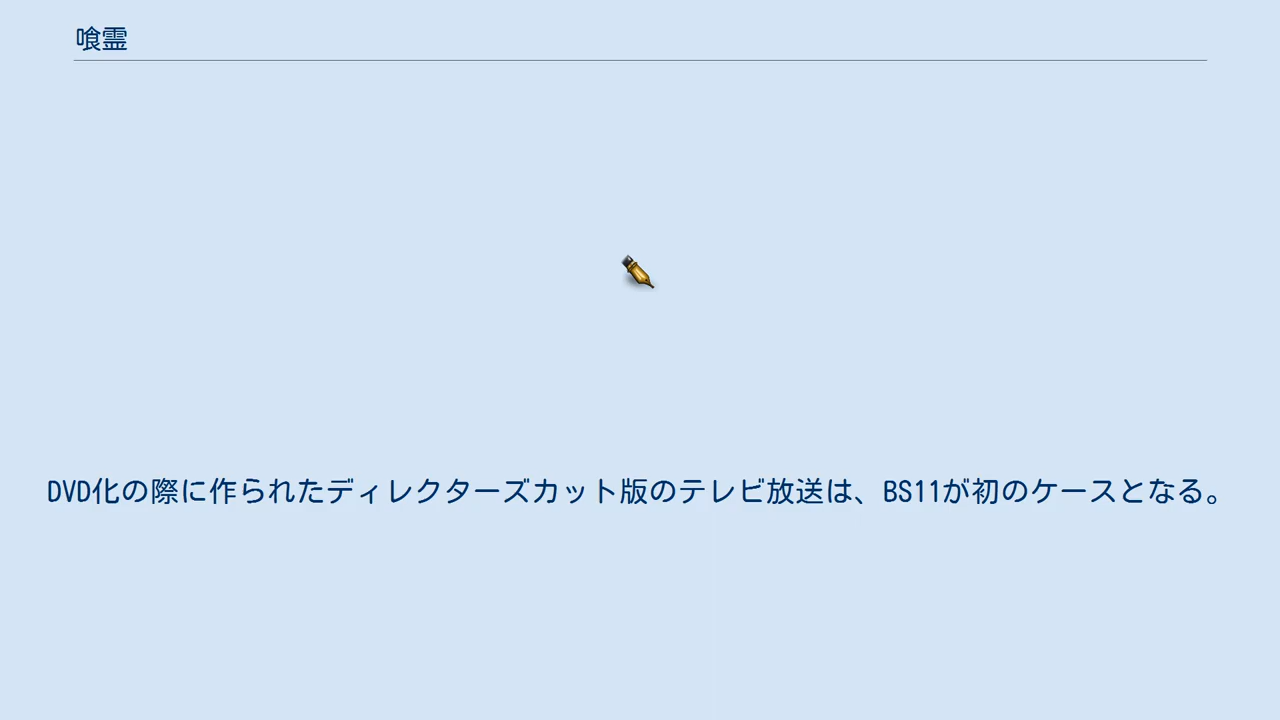 喰霊
DVD化の際に作られたディレクターズカット版のテレビ放送は、BS11が初のケースとなる。